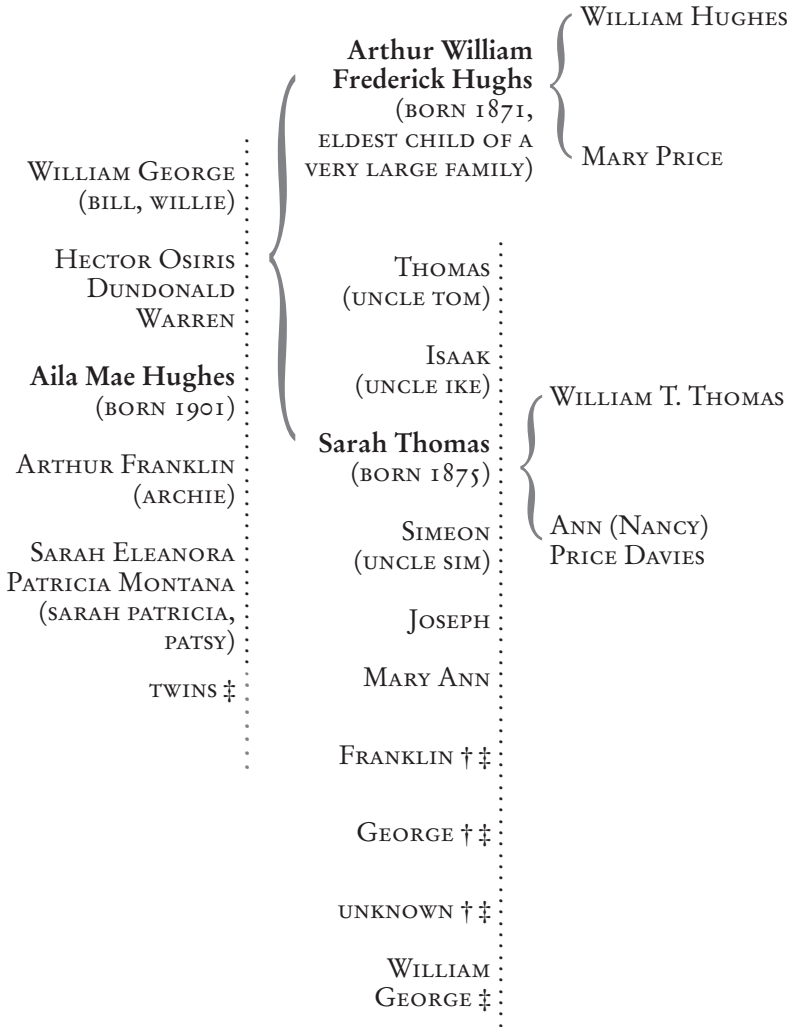 William George
(bill, willie)
Hector Osiris
Dundonald
Warren
Aila Mae Hughes
(born 1901)
Arthur Franklin
(archie)
Sarah Eleanora
Patricia Montana
(sarah patricia,
patsy)
twins ‡
Arthur William
Frederick Hughs
(born 1871,
eldest child of a
very large family)
Thomas
(uncle tom)
Isaak
(uncle ike)
Sarah Thomas
(born 1875)
Simeon
(uncle sim)
Joseph
Mary Ann
Franklin † ‡
George † ‡
unknown † ‡
William
George ‡
William Hughes
Mary Price
William T. Thomas
Ann (Nancy)
Price Davies